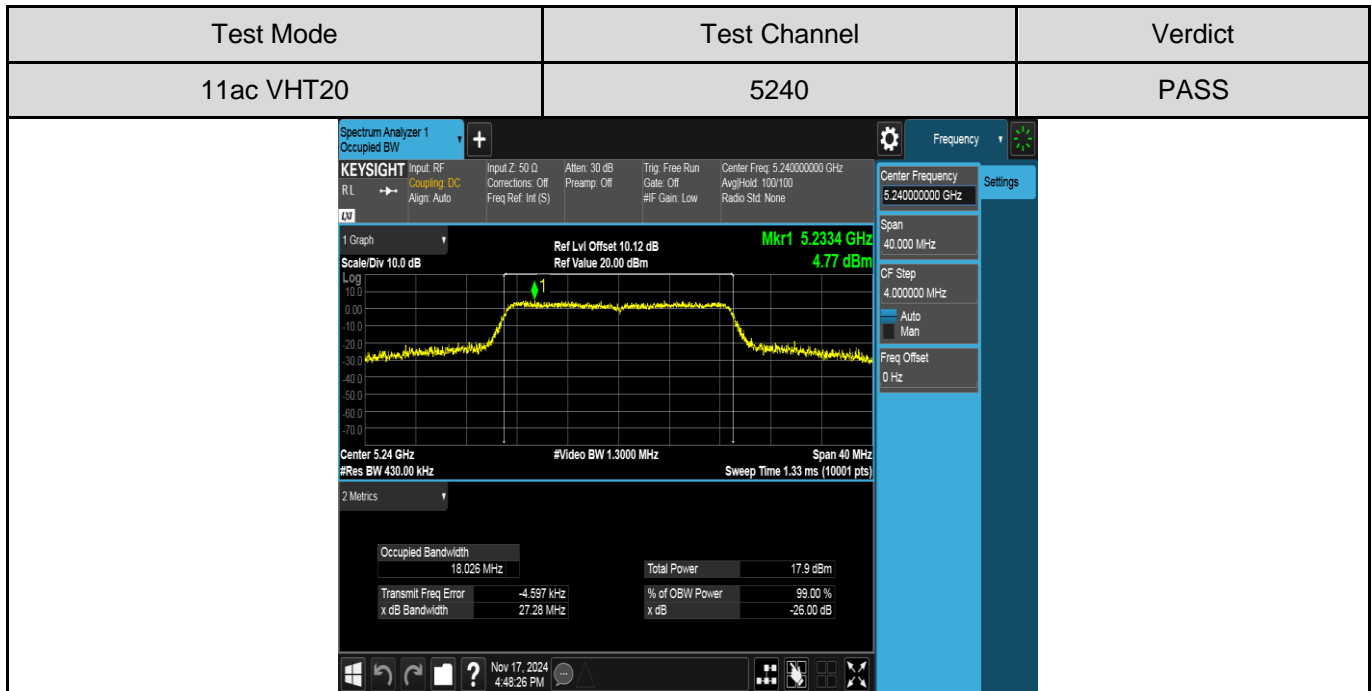 Test Mode Test Channel Verdict
11ac VHT20 5240 PASS
Spectrum Analyzer 1
Occupied BW
+
Frequency
KEYSIGHT Input: RF Input Z: 50 Ω Atten: 30 dB Trig: Free Run Center Freq: 5.240000000 GHz
RL Coupling: DC Corrections: Off Preamp: Off Gate: Off Avg|Hold: 100/100
Align: Auto Freq Ref: Int (S) #IF Gain: Low Radio Std: None
LXI
Center Frequency
5.240000000 GHz
Settings
Span
40.000 MHz
CF Step
4.000000 MHz
Auto
Man
Freq Offset
0 Hz
1 Graph Ref Lvl Offset 10.12 dB Mkr1 5.2334 GHz
Scale/Div 10.0 dB Ref Value 20.00 dBm 4.77 dBm
Log
1
10.0
0.00
-10.0
-20.0
-30.0
-40.0
-50.0
-60.0
-70.0
Center 5.24 GHz #Video BW 1.3000 MHz Span 40 MHz
#Res BW 430.00 kHz Sweep Time 1.33 ms (10001 pts)
2 Metrics
Occupied Bandwidth
18.026 MHz Total Power 17.9 dBm
Transmit Freq Error -4.597 kHz % of OBW Power 99.00 %
x dB Bandwidth 27.28 MHz x dB -26.00 dB
? Nov 17, 2024
4:48:26 PM